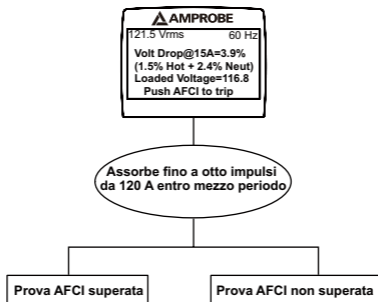 AMPROBE
121.5 Vrms 60 Hz
Volt Drop@15A=3.9%
(1.5% Hot + 2.4% Neut)
Loaded Voltage=116.8
Push AFCI to trip
Assorbe fino a otto impulsi
da 120 A entro mezzo periodo
Prova AFCI superata
Prova AFCI non superata